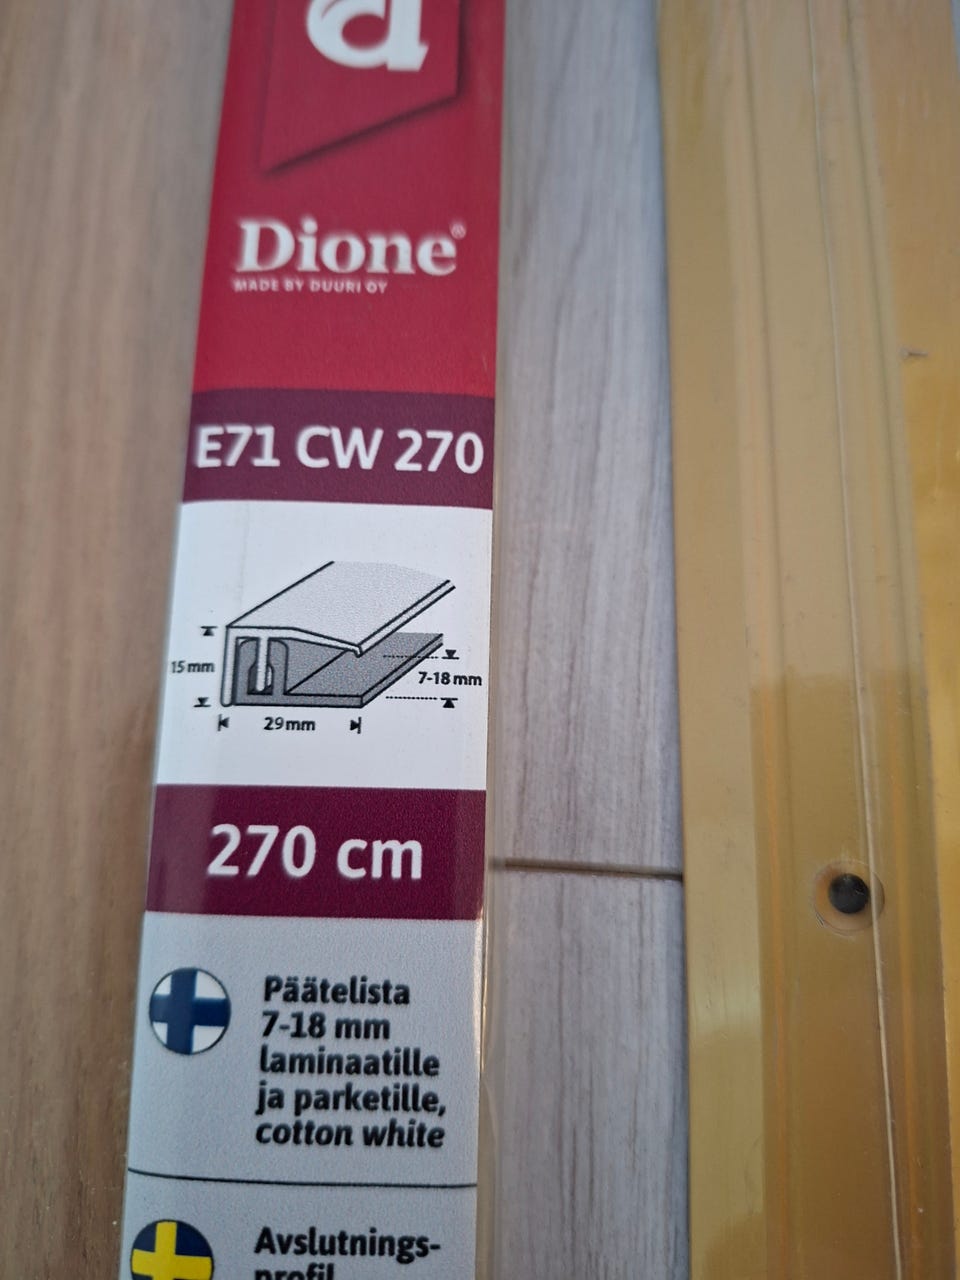 a
Dione®
MADE BY DUURI OY
E71 CW 270
15 mm
7-18 mm
29 mm
270 cm
Päätelista
7-18 mm
laminaatille
ja parketille,
cotton white
Avslutnings-
profil